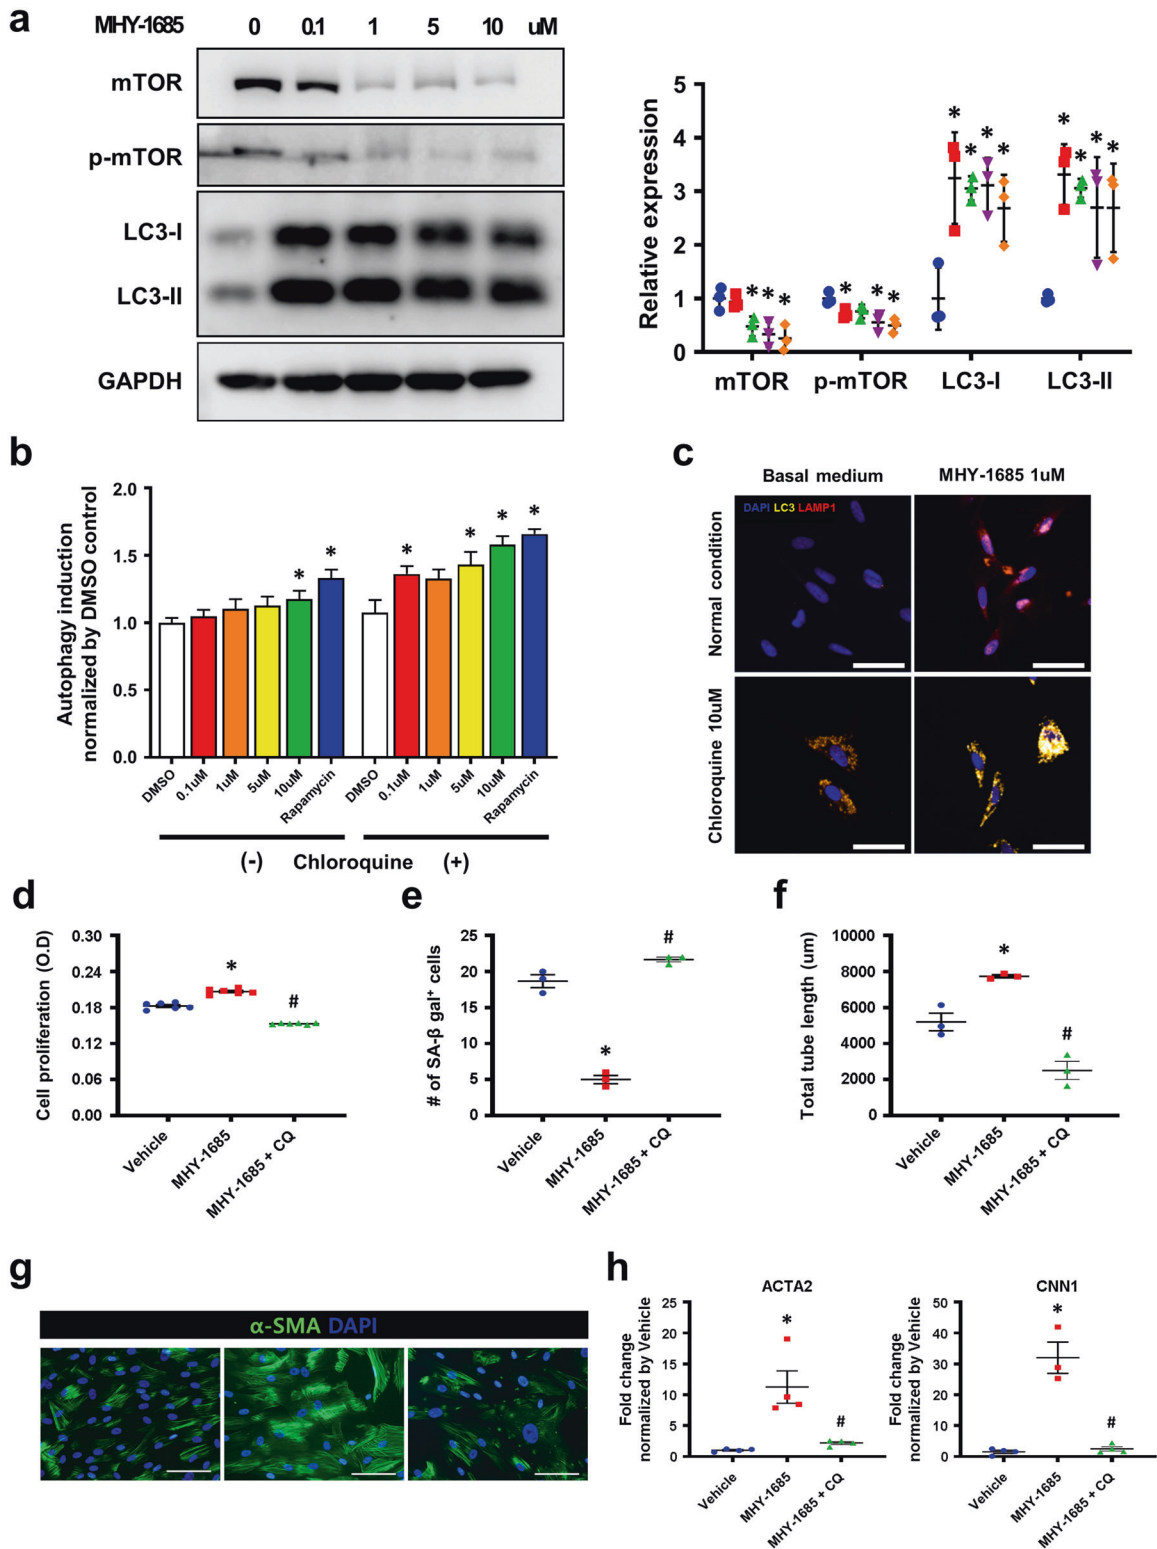 a
MHY-1685 0 0.1 1 5 10 uM
mTOR
p-mTOR
LC3-I
LC3-II
GAPDH
Relative expression
5
4
3
2
1
0
* * * * * * * * * * * * * *
mTOR p-mTOR LC3-I LC3-II
b
Autophagy induction
normalized by DMSO control
2.0
1.5
1.0
0.5
0.0
* * * * * *
DMSO 0.1uM 1uM 5uM 10uM Rapamycin DMSO 0.1uM 1uM 5uM 10uM Rapamycin
(-) Chloroquine (+)
c
Basal medium MHY-1685 1uM
Normal condition
DAPI LC3 LAMP1
Chloroquine 10uM
d
Cell proliferation (O.D)
0.30
0.24
0.18
0.12
0.06
0.00
*
#
Vehicle MHY-1685 MHY-1685 + CQ
e
# of SA-β gal⁺ cells
25
20
15
10
5
0
*
#
Vehicle MHY-1685 MHY-1685 + CQ
f
Total tube length (um)
10000
8000
6000
4000
2000
0
*
#
Vehicle MHY-1685 MHY-1685 + CQ
g
α-SMA DAPI
h
ACTA2
Fold change
normalized by Vehicle
25
20
15
10
5
0
*
#
Vehicle MHY-1685 MHY-1685 + CQ
CNN1
Fold change
normalized by Vehicle
50
40
30
20
10
0
*
#
Vehicle MHY-1685 MHY-1685 + CQ